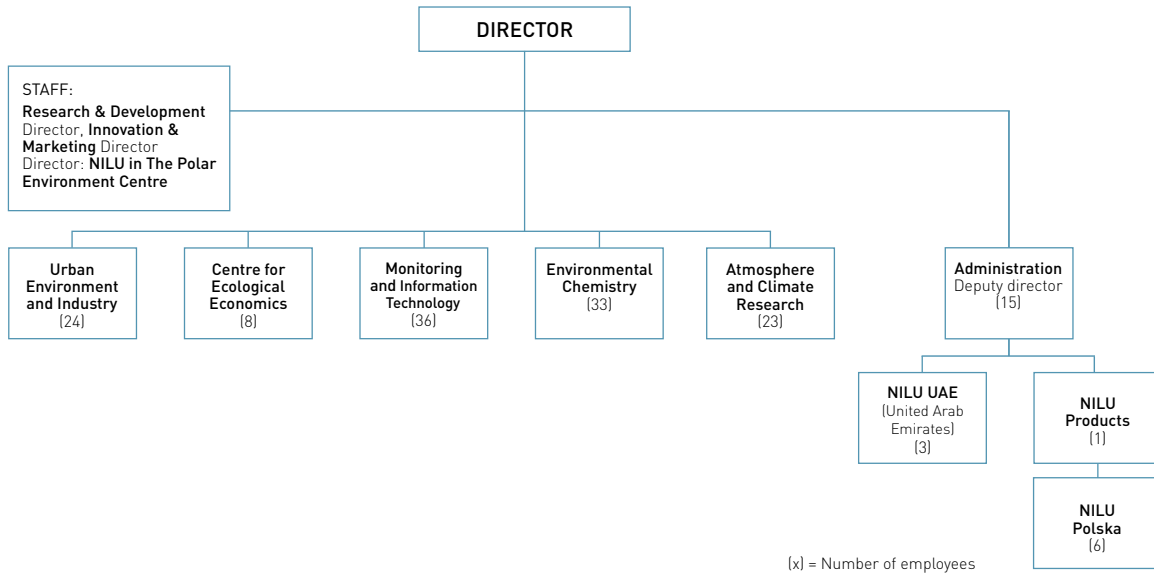 DIRECTOR
STAFF:
Research & Development
Director, Innovation &
Marketing Director
Director: NILU in The Polar
Environment Centre
Urban
Environment
and Industry
(24)
Centre for
Ecological
Economics
(8)
Monitoring
and Information
Technology
(36)
Environmental
Chemistry
(33)
Atmosphere
and Climate
Research
(23)
Administration
Deputy director
(15)
NILU UAE
(United Arab
Emirates)
(3)
NILU
Products
(1)
NILU
Polska
(6)
(x) = Number of employees